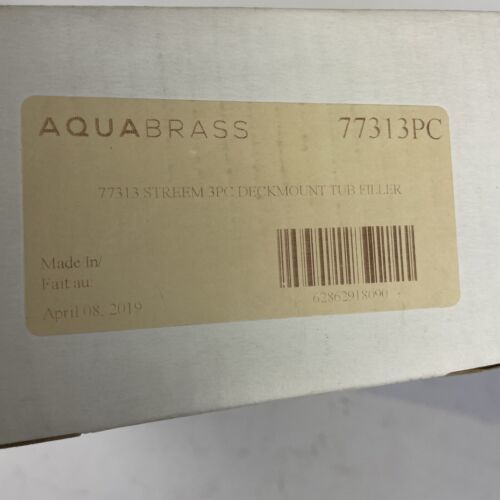 AQUABRASS 77313PC
77313 STREEM 3PC DECKMOUNT TUB FILLER
Made In/
Fait au:
April 08, 2019
62862918090